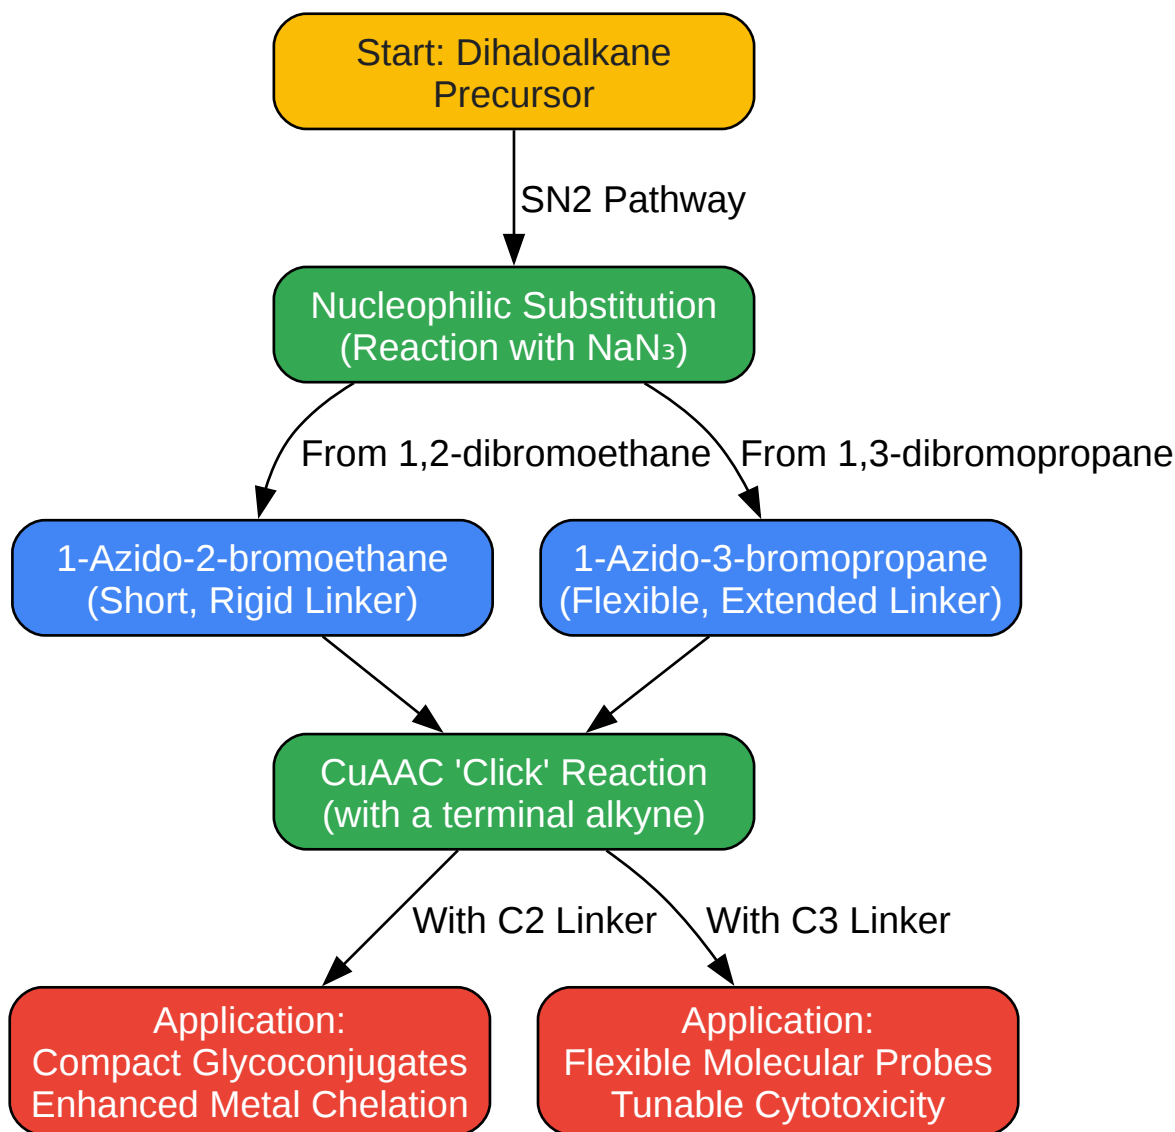 Start: Dihaloalkane
Precursor
SN2 Pathway
Nucleophilic Substitution
(Reaction with NaN₃)
From 1,2-dibromoethane
From 1,3-dibromopropane
1-Azido-2-bromoethane
(Short, Rigid Linker)
1-Azido-3-bromopropane
(Flexible, Extended Linker)
CuAAC 'Click' Reaction
(with a terminal alkyne)
With C2 Linker
With C3 Linker
Application:
Compact Glycoconjugates
Enhanced Metal Chelation
Application:
Flexible Molecular Probes
Tunable Cytotoxicity